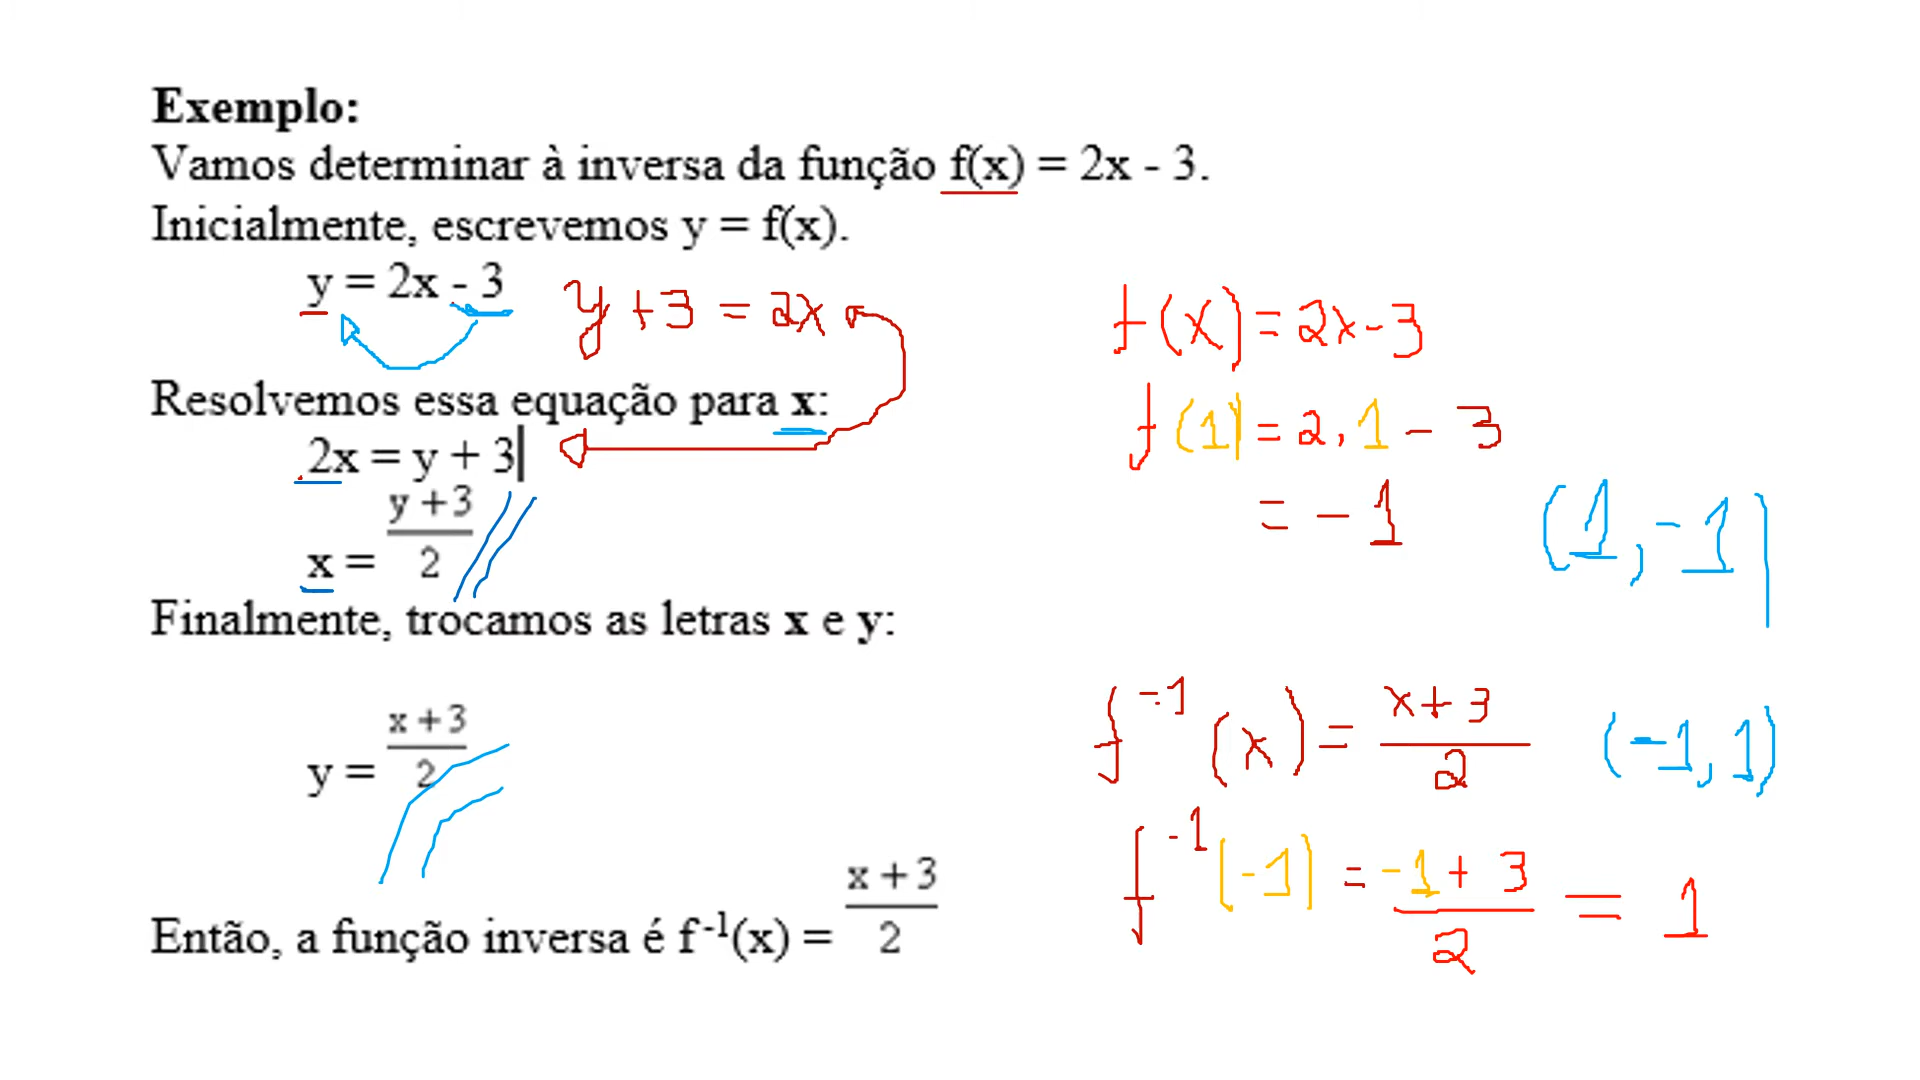 Exemplo:
Vamos determinar à inversa da função f(x) = 2x - 3.
Inicialmente, escrevemos y = f(x).
y = 2x - 3
y + 3 = 2x
Resolvemos essa equação para x:
2x = y + 3
x = (y + 3)/2
Finalmente, trocamos as letras x e y:
y = (x + 3)/2
Então, a função inversa é f⁻¹(x) = (x + 3)/2
f(x) = 2x - 3
f(1) = 2.1 - 3
= -1
(1, -1)
f⁻¹(x) = (x + 3)/2
(-1, 1)
f⁻¹(-1) = (-1 + 3)/2 = 1